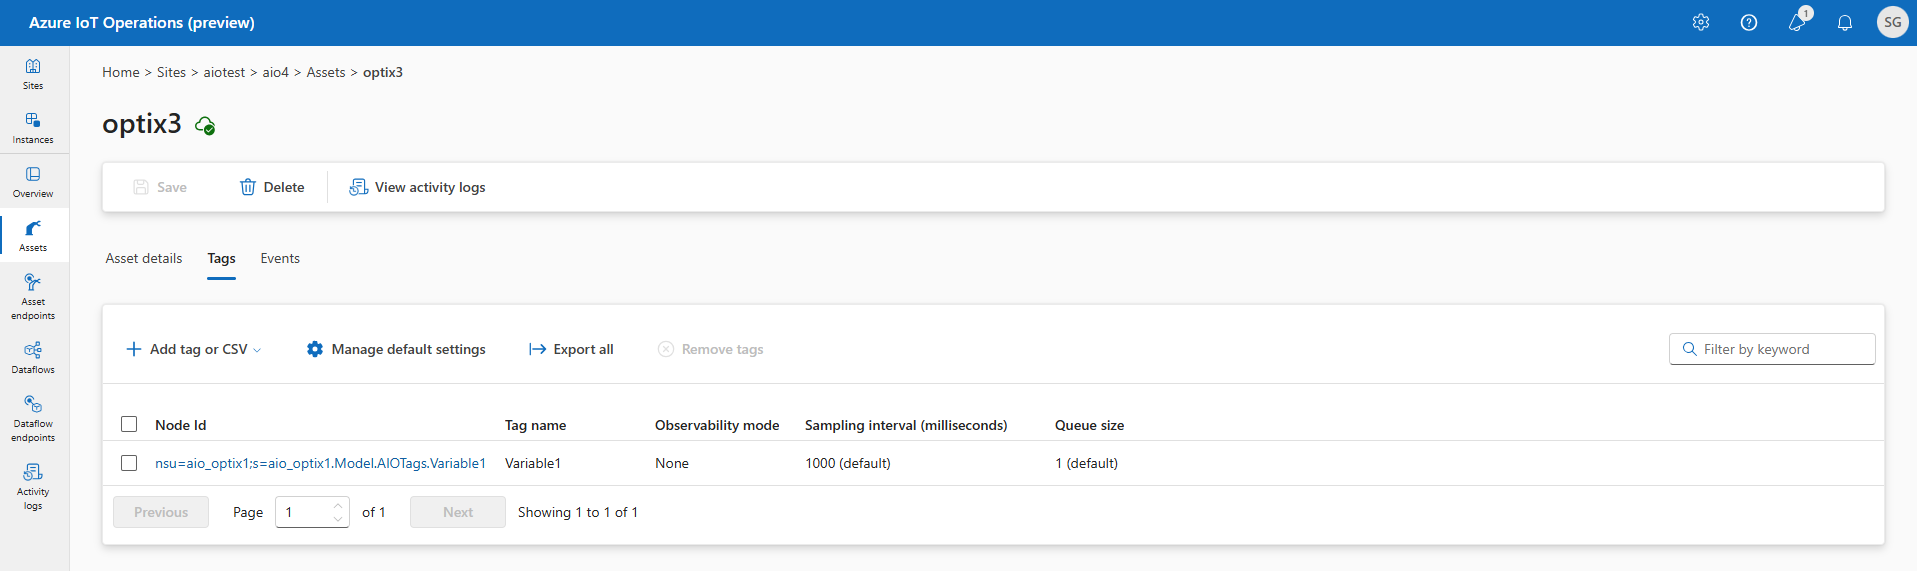 Azure IoT Operations (preview)
1
SG
Home > Sites > aiotest > aio4 > Assets > optix3
Sites
Instances
Overview
Assets
Asset
endpoints
Dataflows
Dataflow
endpoints
Activity
logs
optix3
Save
Delete
View activity logs
Asset details
Tags
Events
Add tag or CSV
Manage default settings
Export all
Remove tags
Filter by keyword
Node Id
Tag name
Observability mode
Sampling interval (milliseconds)
Queue size
nsu=aio_optix1;s=aio_optix1.Model.AIOTags.Variable1
Variable1
None
1000 (default)
1 (default)
Previous
Page
1
of 1
Next
Showing 1 to 1 of 1